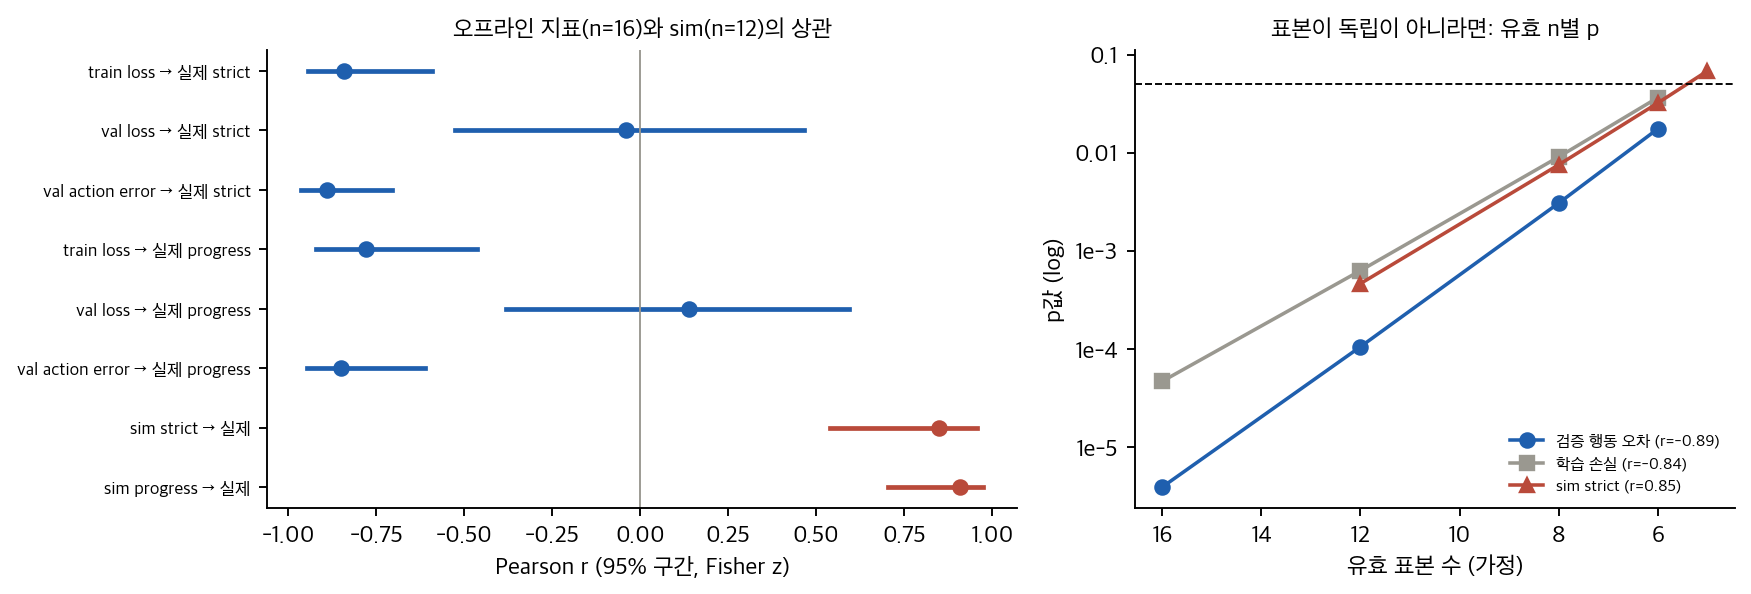 오프라인 지표(n=16)와 sim(n=12)의 상관
train loss → 실제 strict
val loss → 실제 strict
val action error → 실제 strict
train loss → 실제 progress
val loss → 실제 progress
val action error → 실제 progress
sim strict → 실제
sim progress → 실제
-1.00 -0.75 -0.50 -0.25 0.00 0.25 0.50 0.75 1.00
Pearson r (95% 구간, Fisher z)
표본이 독립이 아니라면: 유효 n별 p
p값 (log)
0.1
0.01
1e-3
1e-4
1e-5
검증 행동 오차 (r=-0.89)
학습 손실 (r=-0.84)
sim strict (r=0.85)
16 14 12 10 8 6
유효 표본 수 (가정)